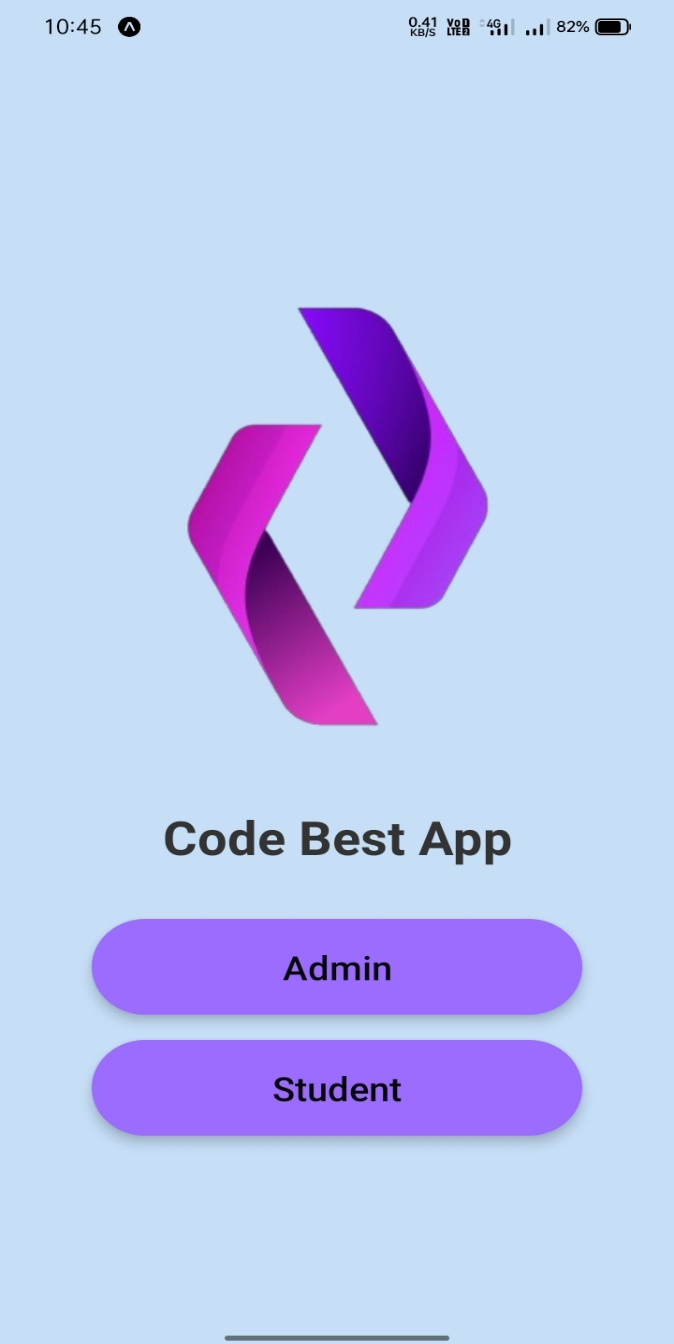 10:45 0.41 KB/S VoD LTE2 4G 82%
Code Best App
Admin
Student